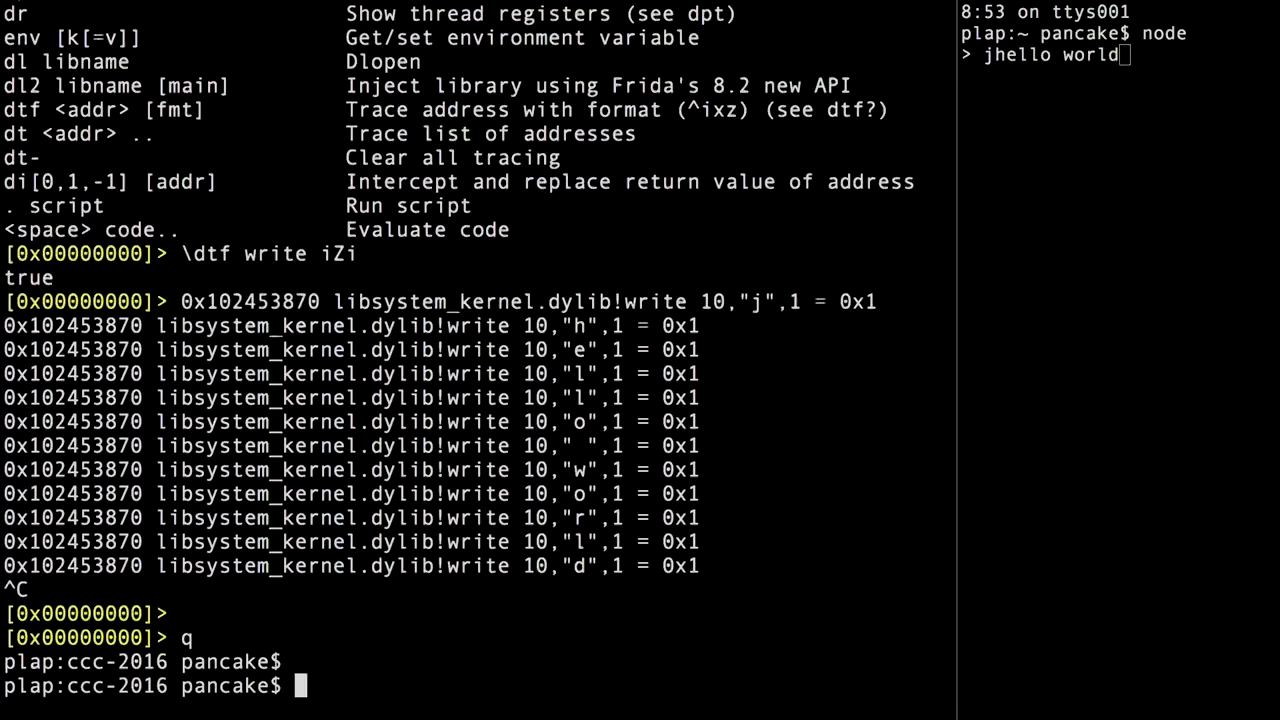 dr                         Show thread registers (see dpt)
env [k[=v]]                Get/set environment variable
dl libname                 Dlopen
dl2 libname [main]         Inject library using Frida's 8.2 new API
dtf <addr> [fmt]           Trace address with format (^ixz) (see dtf?)
dt <addr> ..               Trace list of addresses
dt-                        Clear all tracing
di[0,1,-1] [addr]          Intercept and replace return value of address
. script                   Run script
<space> code..             Evaluate code
[0x00000000]> \dtf write iZi
true
[0x00000000]> 0x102453870 libsystem_kernel.dylib!write 10,"j",1 = 0x1
0x102453870 libsystem_kernel.dylib!write 10,"h",1 = 0x1
0x102453870 libsystem_kernel.dylib!write 10,"e",1 = 0x1
0x102453870 libsystem_kernel.dylib!write 10,"l",1 = 0x1
0x102453870 libsystem_kernel.dylib!write 10,"l",1 = 0x1
0x102453870 libsystem_kernel.dylib!write 10,"o",1 = 0x1
0x102453870 libsystem_kernel.dylib!write 10," ",1 = 0x1
0x102453870 libsystem_kernel.dylib!write 10,"w",1 = 0x1
0x102453870 libsystem_kernel.dylib!write 10,"o",1 = 0x1
0x102453870 libsystem_kernel.dylib!write 10,"r",1 = 0x1
0x102453870 libsystem_kernel.dylib!write 10,"l",1 = 0x1
0x102453870 libsystem_kernel.dylib!write 10,"d",1 = 0x1
^C
[0x00000000]>
[0x00000000]> q
plap:ccc-2016 pancake$
plap:ccc-2016 pancake$
8:53 on ttys001
plap:~ pancake$ node
> jhello world